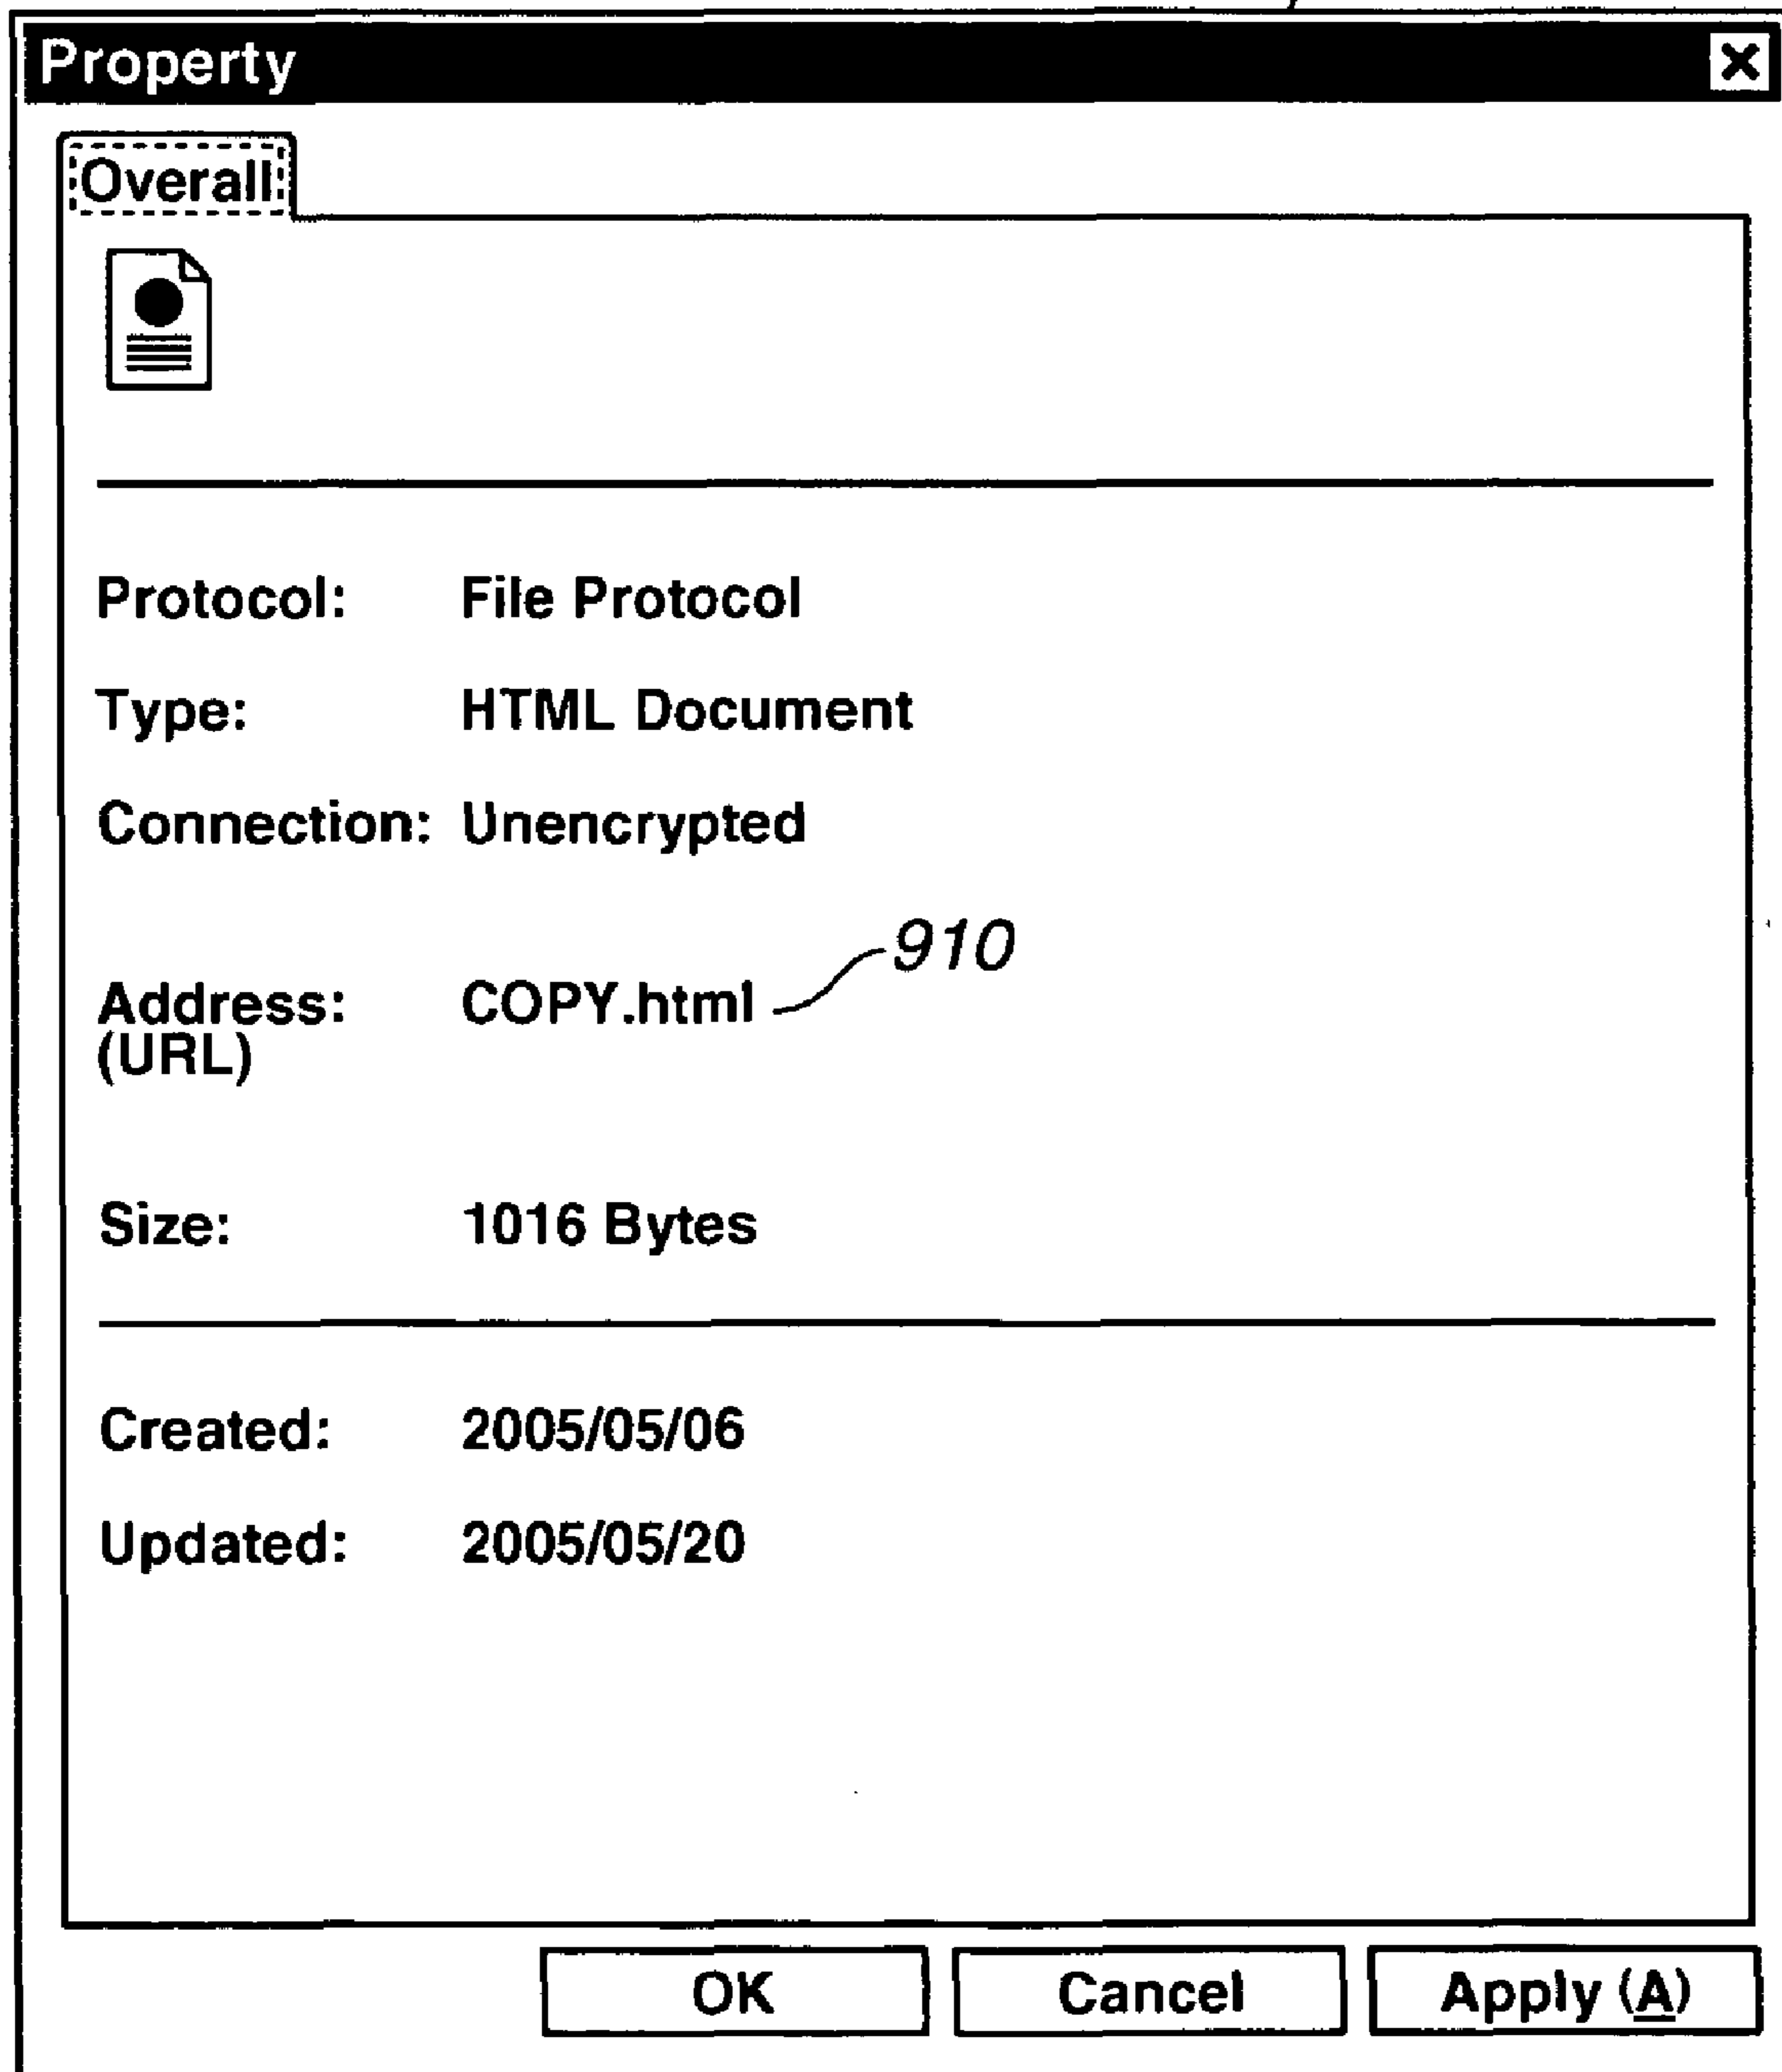 Property
Overall
Protocol: File Protocol
Type: HTML Document
Connection: Unencrypted
910
Address: COPY.html
(URL)
Size: 1016 Bytes
Created: 2005/05/06
Updated: 2005/05/20
OK Cancel Apply (A)